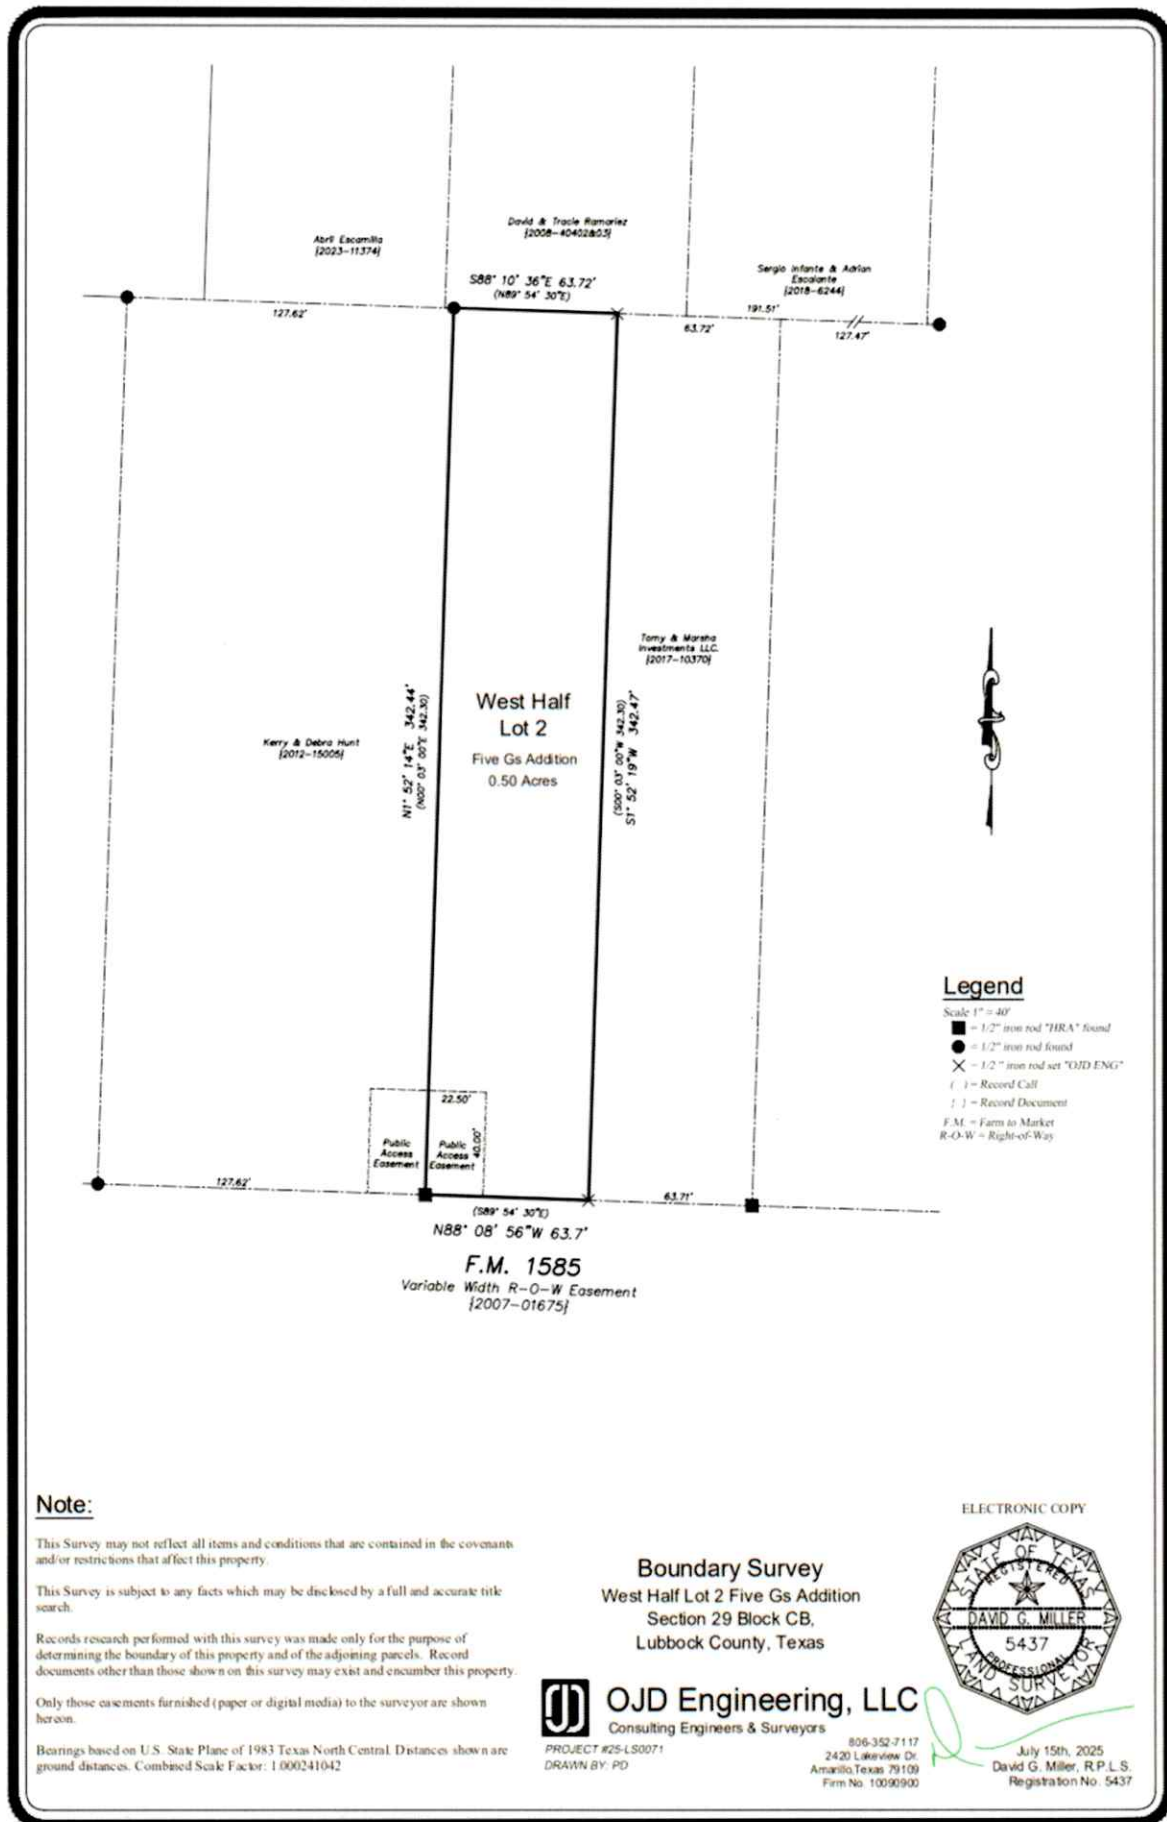 Abril Escamilla
{2023-11374}
David & Tracie Ramariez
{2008-40402&03}
S88° 10' 36"E 63.72'
(N89° 54' 30"E)
Sergio Infante & Adrian
Escalante
{2018-6244}
127.62'
191.51'
63.72'
127.47'
Tomy & Marsha
Investments LLC.
{2017-10370}
N1° 52' 14"E 342.44'
(N00° 03' 00"E 342.30)
West Half
Lot 2
Five Gs Addition
0.50 Acres
(S00° 03' 00"W 342.30)
S1° 52' 19"W 342.47'
Kerry & Debra Hunt
{2012-15005}
Legend
Scale 1" = 40'
= 1/2" iron rod "HRA" found
= 1/2" iron rod found
= 1/2" iron rod set "OJD ENG"
( ) = Record Call
{ } = Record Document
F.M. = Farm to Market
R-O-W = Right-of-Way
22.50'
40.00'
Public
Access
Easement
Public
Access
Easement
127.62'
63.71'
(S89° 54' 30"E)
N88° 08' 56"W 63.7'
F.M. 1585
Variable Width R-O-W Easement
{2007-01675}
Note:
This Survey may not reflect all items and conditions that are contained in the covenants
and/or restrictions that affect this property.
This Survey is subject to any facts which may be disclosed by a full and accurate title
search.
Records research performed with this survey was made only for the purpose of
determining the boundary of this property and of the adjoining parcels. Record
documents other than those shown on this survey may exist and encumber this property.
Only those easements furnished (paper or digital media) to the surveyor are shown
hereon.
Bearings based on U.S. State Plane of 1983 Texas North Central. Distances shown are
ground distances. Combined Scale Factor: 1.000241042
Boundary Survey
West Half Lot 2 Five Gs Addition
Section 29 Block CB,
Lubbock County, Texas
OJD Engineering, LLC
Consulting Engineers & Surveyors
PROJECT #25-LS0071
DRAWN BY: PD
806-352-7117
2420 Lakeview Dr.
Amarillo,Texas 79109
Firm No. 10090900
ELECTRONIC COPY
STATE OF TEXAS
REGISTERED
DAVID G. MILLER
5437
PROFESSIONAL
LAND SURVEYOR
July 15th, 2025
David G. Miller, R.P.L.S.
Registration No. 5437